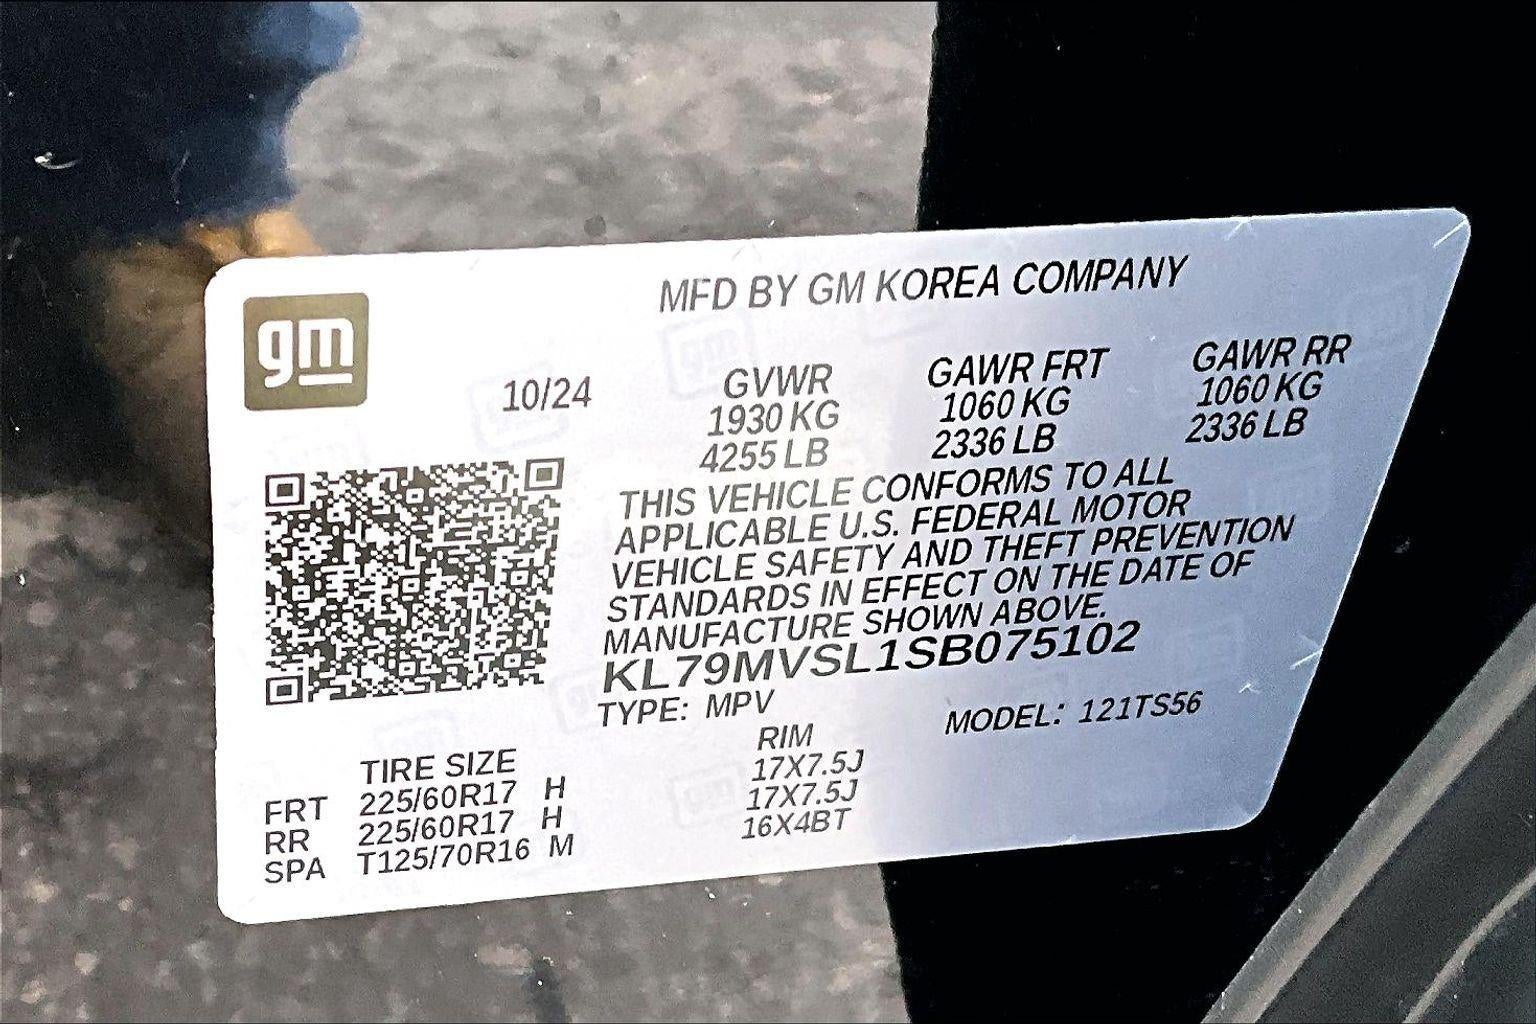 gm
MFD BY GM KOREA COMPANY
10/24
GVWR GAWR FRT GAWR RR
1930 KG 1060 KG 1060 KG
4255 LB 2336 LB 2336 LB
THIS VEHICLE CONFORMS TO ALL
APPLICABLE U.S. FEDERAL MOTOR
VEHICLE SAFETY AND THEFT PREVENTION
STANDARDS IN EFFECT ON THE DATE OF
MANUFACTURE SHOWN ABOVE.
KL79MVSL1SB075102
TYPE: MPV MODEL: 121TS56
TIRE SIZE RIM
FRT 225/60R17 H 17X7.5J
RR 225/60R17 H 17X7.5J
SPA T125/70R16 M 16X4BT